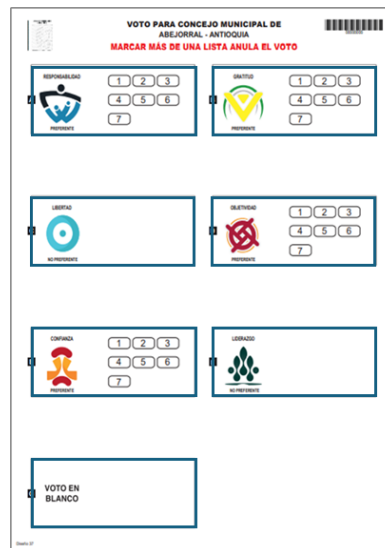 VOTO PARA CONCEJO MUNICIPAL DE
ABEJORRAL - ANTIOQUIA
MARCAR MÁS DE UNA LISTA ANULA EL VOTO
RESPONSABILIDAD
1 2 3
4 5 6
7
PREFERENTE
GRATITUD
1 2 3
4 5 6
7
PREFERENTE
LIBERTAD
NO PREFERENTE
OBJETIVIDAD
1 2 3
4 5 6
7
PREFERENTE
CONFIANZA
1 2 3
4 5 6
7
PREFERENTE
LIDERAZGO
NO PREFERENTE
VOTO EN
BLANCO